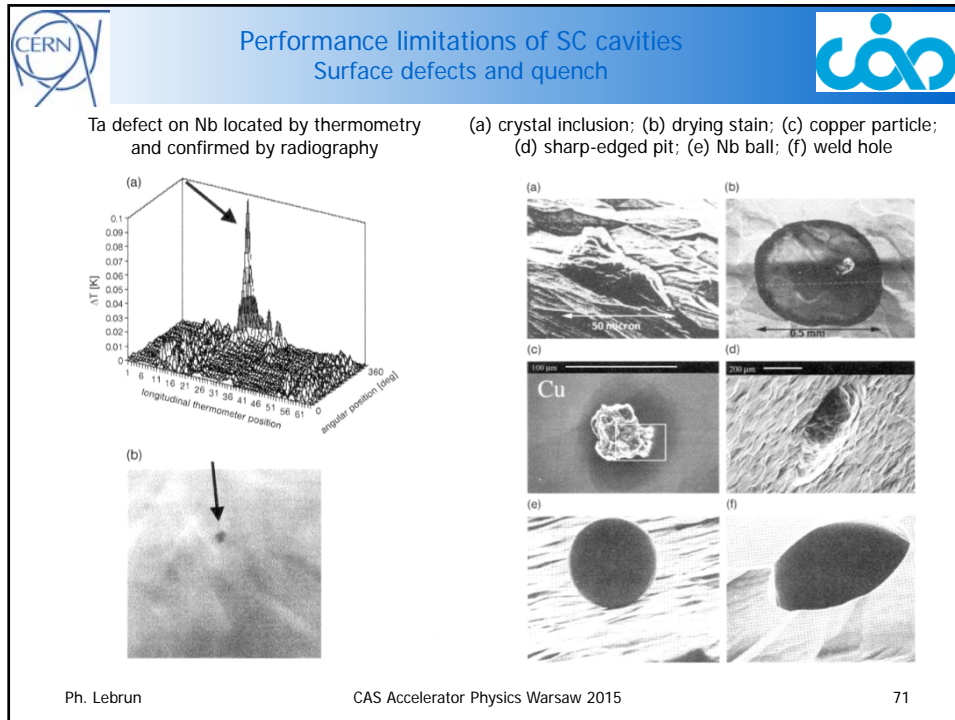 CERN
Performance limitations of SC cavities
Surface defects and quench
cas
Ta defect on Nb located by thermometry
and confirmed by radiography
(a)
0.1
0.09
0.08
0.07
0.06
0.05
0.04
0.03
0.02
0.01
0
ΔT [K]
1 6 11 16 21 26 31 36 41 46 51 56 61
longitudinal thermometer position
0
360
angular position [deg]
(b)
(a) crystal inclusion; (b) drying stain; (c) copper particle;
(d) sharp-edged pit; (e) Nb ball; (f) weld hole
(a)
(b)
50 micron
0.5 mm
(c)
(d)
100 µm
200 µm
Cu
(e)
(f)
Ph. Lebrun
CAS Accelerator Physics Warsaw 2015
71